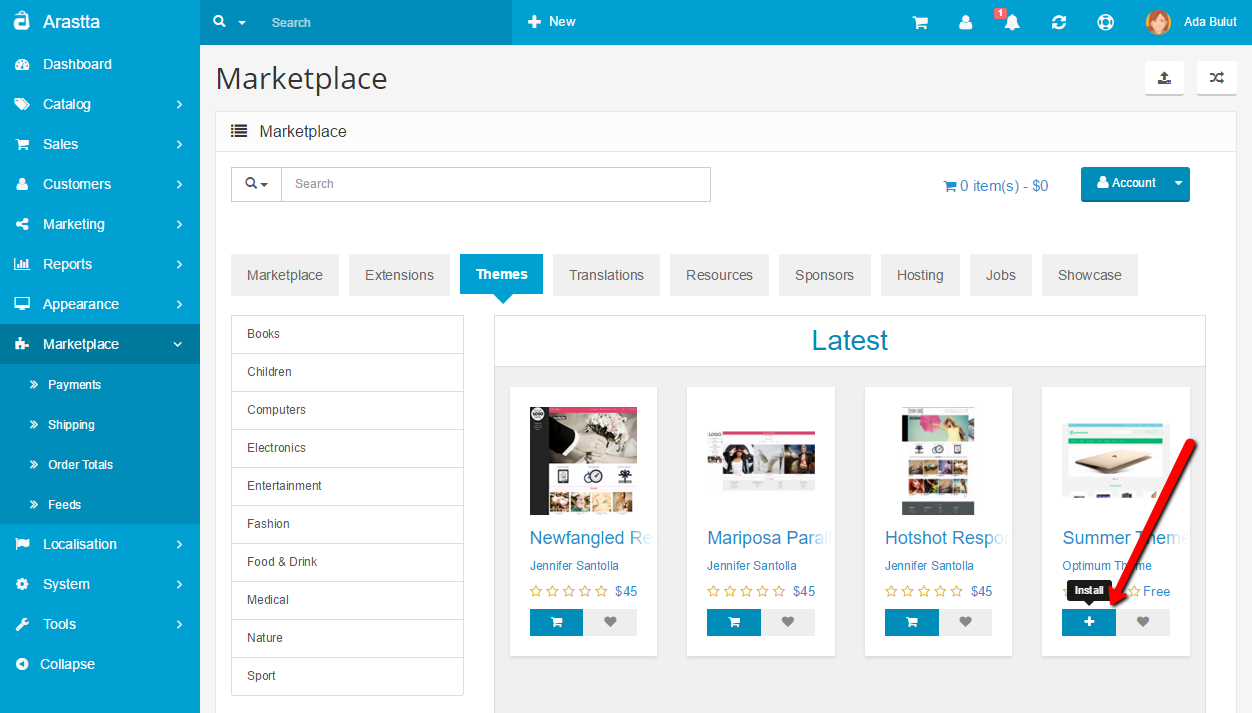 Arastta
Search
New
1
Ada Bulut
Dashboard
Catalog
Sales
Customers
Marketing
Reports
Appearance
Marketplace
Payments
Shipping
Order Totals
Feeds
Localisation
System
Tools
Collapse
Marketplace
Marketplace
Search
0 item(s) - $0
Account
Marketplace
Extensions
Themes
Translations
Resources
Sponsors
Hosting
Jobs
Showcase
Books
Children
Computers
Electronics
Entertainment
Fashion
Food & Drink
Medical
Nature
Sport
Latest
Newfangled Re
Jennifer Santolla
$45
Mariposa Paral
Jennifer Santolla
$45
Hotshot Respor
Jennifer Santolla
$45
Summer Theme
Optimum Theme
Free
Install